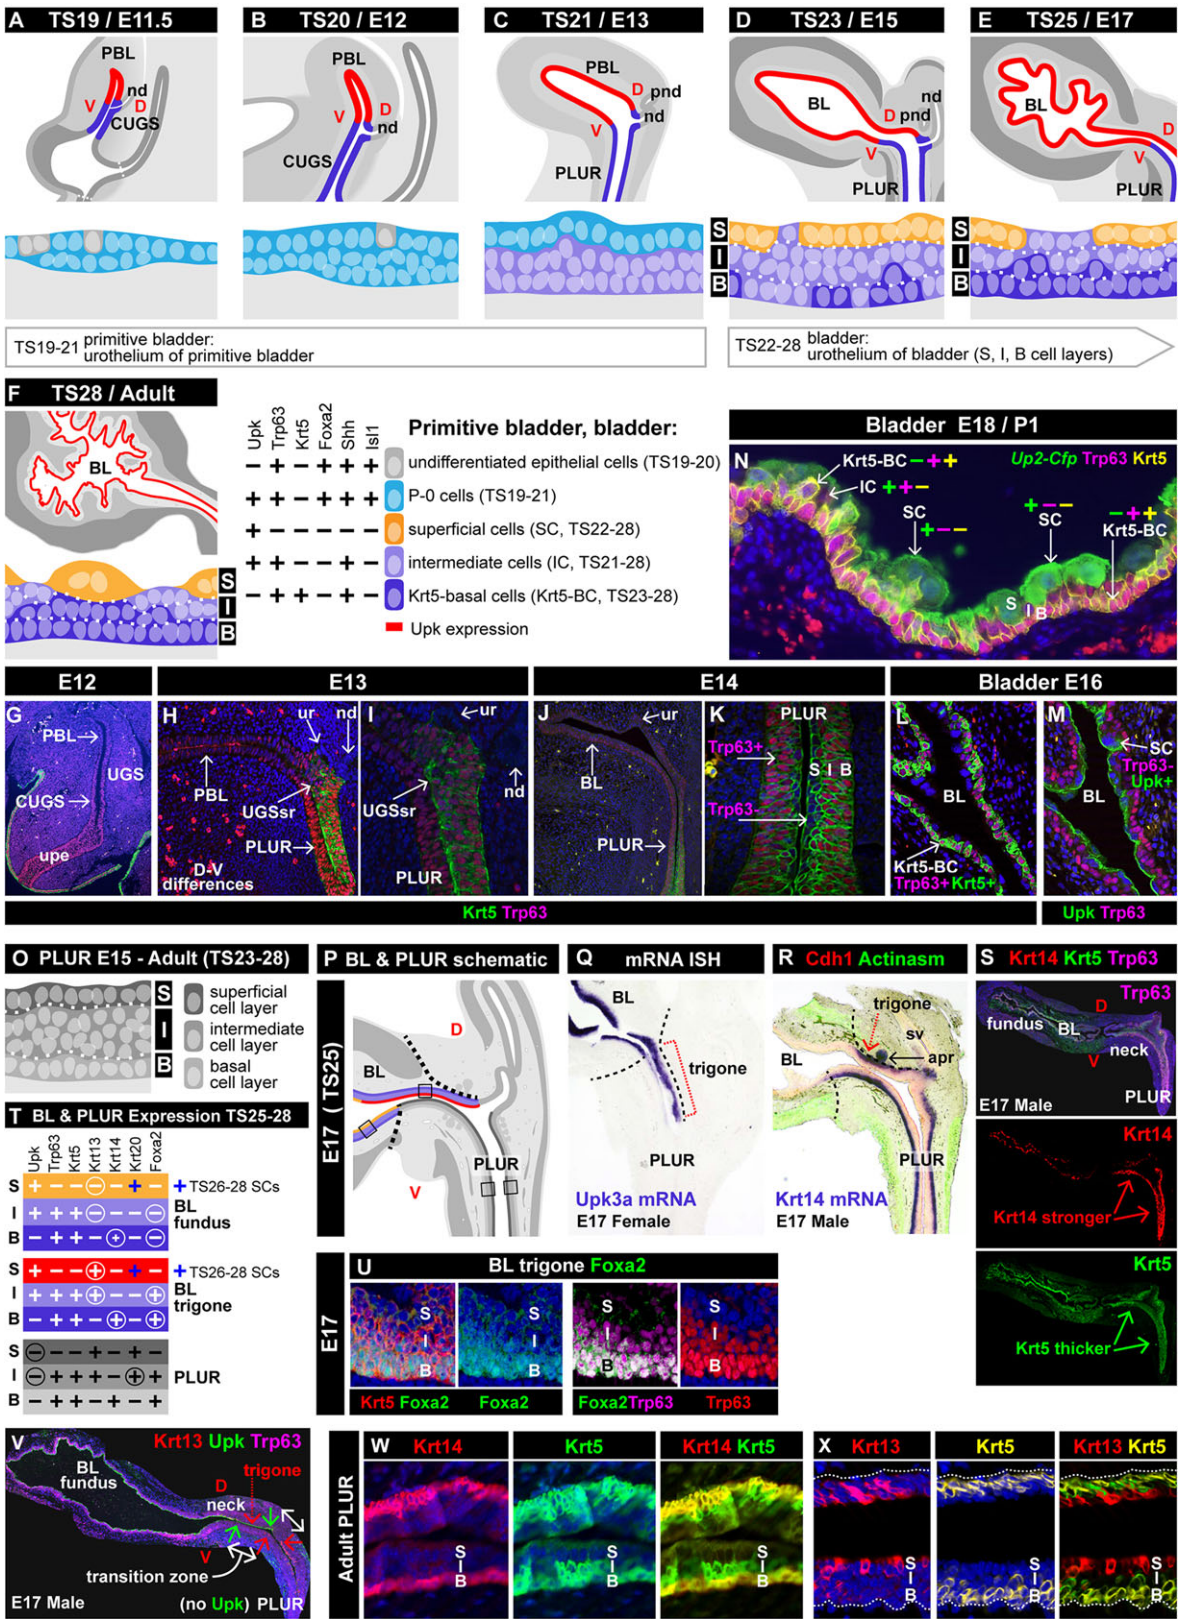 A TS19 / E11.5
PBL
nd
V
D
CUGS
B TS20 / E12
PBL
D
V
nd
CUGS
C TS21 / E13
PBL
D
pnd
nd
V
PLUR
D TS23 / E15
BL
nd
D
pnd
V
PLUR
E TS25 / E17
BL
D
V
PLUR
S
I
B
S
I
B
TS19-21 primitive bladder:
urothelium of primitive bladder
TS22-28 bladder:
urothelium of bladder (S, I, B cell layers)
F TS28 / Adult
BL
S
I
B
Upk Trp63 Krt5 Foxa2 Shh Isl1
Primitive bladder, bladder:
− + − + + + undifferentiated epithelial cells (TS19-20)
+ + − + + + P-0 cells (TS19-21)
+ − − − − − superficial cells (SC, TS22-28)
+ + − − + − intermediate cells (IC, TS21-28)
− + + − + − Krt5-basal cells (Krt5-BC, TS23-28)
Upk expression
Bladder E18 / P1
N
Up2-Cfp Trp63 Krt5
Krt5-BC − + +
IC + + −
SC
+ − −
+ − −
SC
− + +
Krt5-BC
S
I B
E12
E13
E14
Bladder E16
G
PBL
UGS
CUGS
upe
H
ur
nd
PBL
UGSsr
PLUR
D-V
differences
I
ur
nd
UGSsr
PLUR
J
ur
BL
PLUR
K
PLUR
Trp63+
S I B
Trp63-
L
BL
Krt5-BC
Trp63+Krt5+
M
SC
Trp63-
Upk+
BL
Krt5 Trp63
Upk Trp63
O PLUR E15 - Adult (TS23-28)
S
I
B
superficial
cell layer
intermediate
cell layer
basal
cell layer
P BL & PLUR schematic
E17 ( TS25)
D
BL
PLUR
V
Q mRNA ISH
BL
trigone
PLUR
Upk3a mRNA
E17 Female
R Cdh1 Actinasm
trigone
sv
apr
BL
PLUR
Krt14 mRNA
E17 Male
S Krt14 Krt5 Trp63
Trp63
D
fundus
BL
neck
V
PLUR
E17 Male
Krt14
Krt14 stronger
Krt5
Krt5 thicker
T BL & PLUR Expression TS25-28
Upk Trp63 Krt5 Krt13 Krt14 Krt20 Foxa2
S + − − − − + − + TS26-28 SCs
I + + + − − − − BL
B − + + − + − − fundus
S + − − + − + − + TS26-28 SCs
I + + + + − − + BL
B − + + − + − + trigone
S − − − + − + −
I − + + + − + + PLUR
B − + + − + − +
E17
U BL trigone Foxa2
S
I
B
S
I
B
S
I
B
S
I
B
Krt5 Foxa2
Foxa2
Foxa2Trp63
Trp63
V
Krt13 Upk Trp63
BL
fundus
D
trigone
neck
V
transition zone
E17 Male
(no Upk) PLUR
Adult PLUR
W Krt14
Krt5
Krt14 Krt5
S
I
B
S
I
B
S
I
B
X Krt13
Krt5
Krt13 Krt5
S
I
B
S
I
B
S
I
B